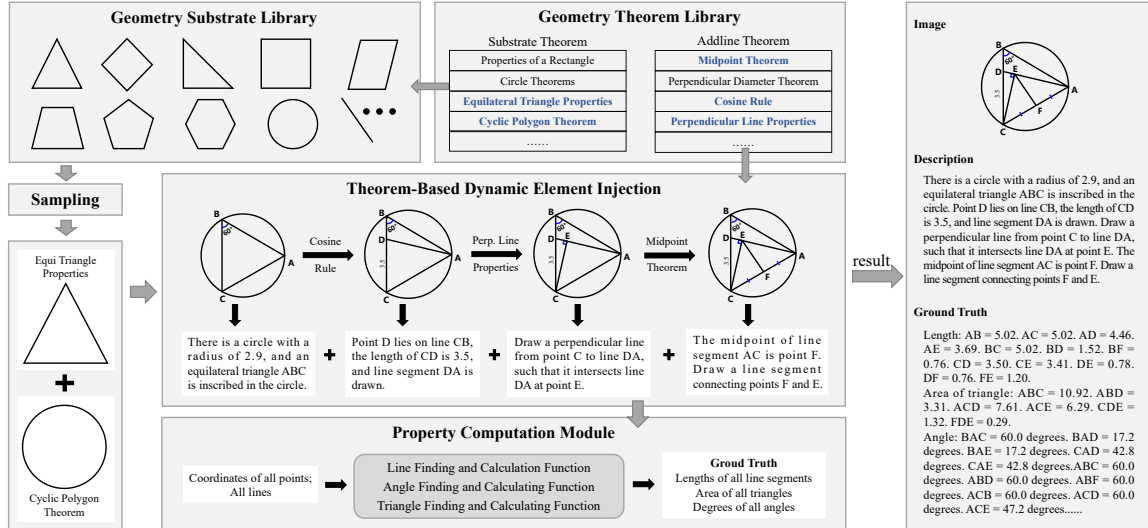 Geometry Substrate Library
Geometry Theorem Library
Substrate Theorem
Properties of a Rectangle
Circle Theorems
Equilateral Triangle Properties
Cyclic Polygon Theorem
......
Addline Theorem
Midpoint Theorem
Perpendicular Diameter Theorem
Cosine Rule
Perpendicular Line Properties
......
Sampling
Equi Triangle
Properties
+
Cyclic Polygon
Theorem
Theorem-Based Dynamic Element Injection
B
60°
A
C
Cosine
Rule
B
60°
D
3.5
A
C
Perp. Line
Properties
B
60°
D
E
3.5
A
C
Midpoint
Theorem
B
60°
D
E
3.5
A
F
C
There is a circle with a
radius of 2.9, and an
equilateral triangle ABC
is inscribed in the circle.
+
Point D lies on line CB,
the length of CD is 3.5,
and line segment DA is
drawn.
+
Draw a perpendicular line
from point C to line DA,
such that it intersects line
DA at point E.
+
The midpoint of line
segment AC is point F.
Draw a line segment
connecting points F and E.
Property Computation Module
Coordinates of all points;
All lines
Line Finding and Calculation Function
Angle Finding and Calculating Function
Triangle Finding and Calculating Function
Groud Truth
Lengths of all line segments
Area of all triangles
Degrees of all angles
result
Image
B
60°
D
E
3.5
A
F
C
Description
There is a circle with a radius of 2.9, and an
equilateral triangle ABC is inscribed in the
circle. Point D lies on line CB, the length of CD
is 3.5, and line segment DA is drawn. Draw a
perpendicular line from point C to line DA,
such that it intersects line DA at point E. The
midpoint of line segment AC is point F. Draw a
line segment connecting points F and E.
Ground Truth
Length: AB = 5.02. AC = 5.02. AD = 4.46.
AE = 3.69. BC = 5.02. BD = 1.52. BF =
0.76. CD = 3.50. CE = 3.41. DE = 0.78.
DF = 0.76. FE = 1.20.
Area of triangle: ABC = 10.92. ABD =
3.31. ACD = 7.61. ACE = 6.29. CDE =
1.32. FDE = 0.29.
Angle: BAC = 60.0 degrees. BAD = 17.2
degrees. BAE = 17.2 degrees. CAD = 42.8
degrees. CAE = 42.8 degrees.ABC = 60.0
degrees. ABD = 60.0 degrees. ABF = 60.0
degrees. ACB = 60.0 degrees. ACD = 60.0
degrees. ACE = 47.2 degrees......